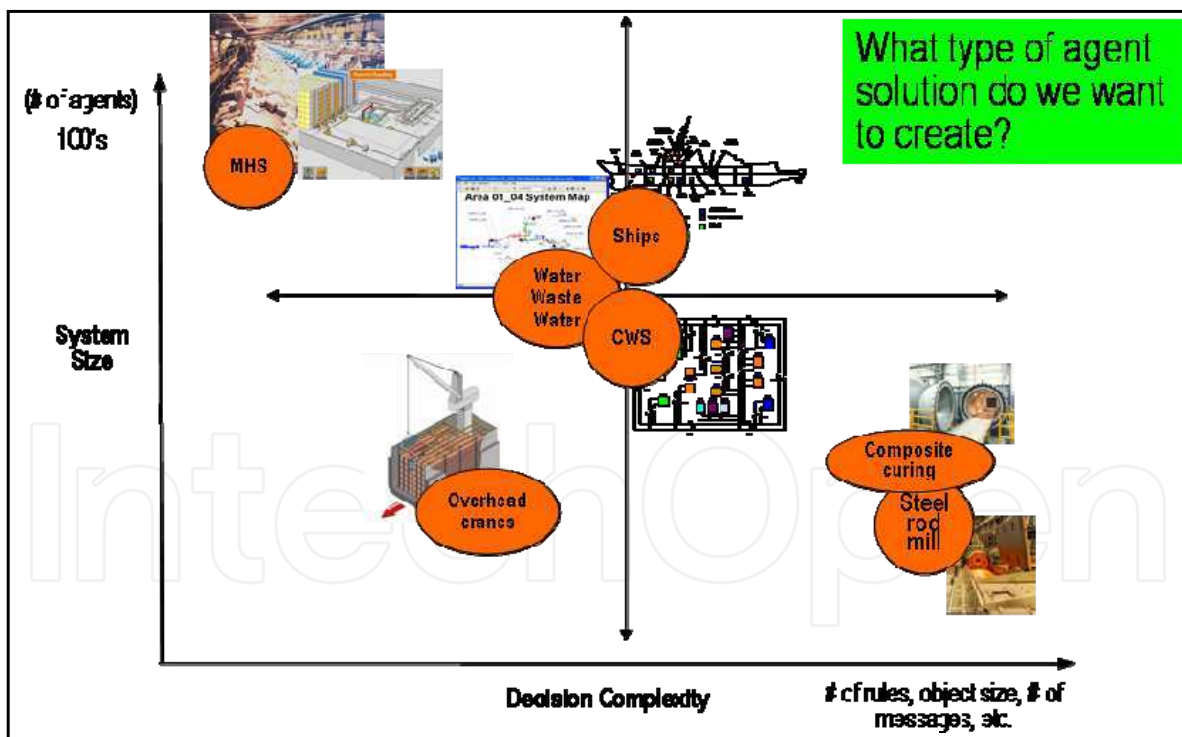 What type of agent
solution do we want
to create?
(# of agents)
100's
MHS
Area 01_04 System Map
Ships
Water
Waste
Water
CWS
System
Size
Composite
curing
Steel
rod
mill
Overhead
cranes
IntechOpen
Decision Complexity
# of rules, object size, # of
messages, etc.